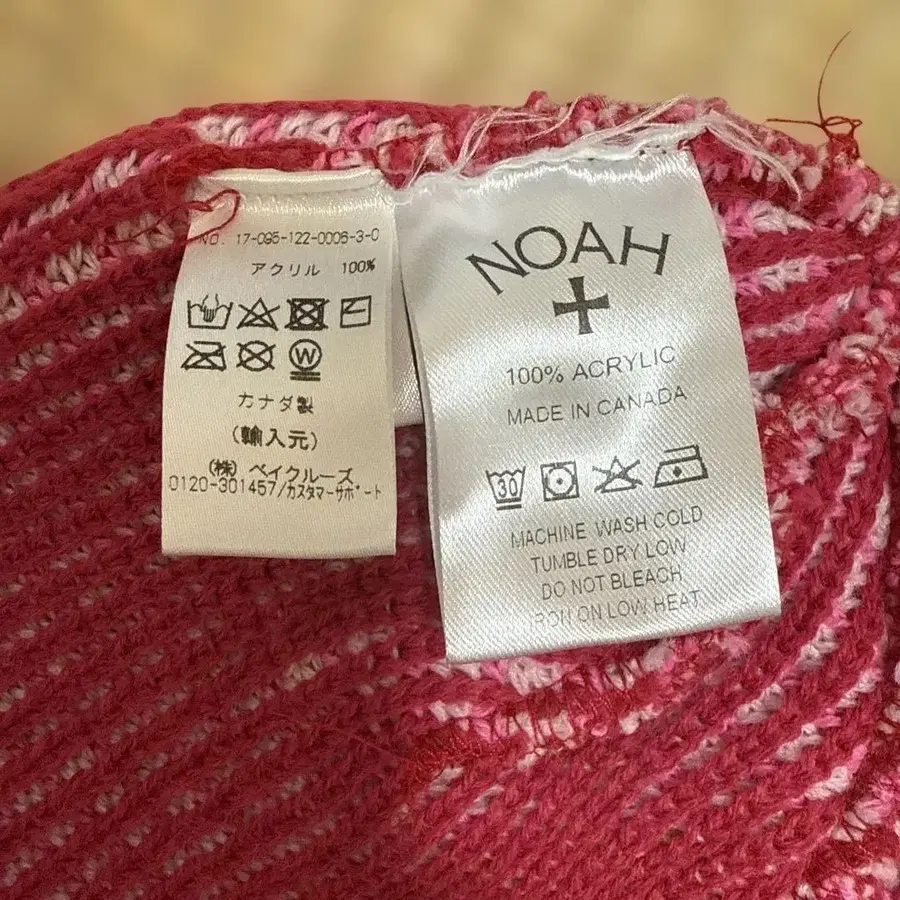 NO. 17-095-122-0006-3-0
アクリル 100%
W
カナダ製
(輸入元)
(株) ベイクルーズ
0120-301457/カスタマーサポート
NOAH
100% ACRYLIC
MADE IN CANADA
30
MACHINE WASH COLD
TUMBLE DRY LOW
DO NOT BLEACH
IRON ON LOW HEAT